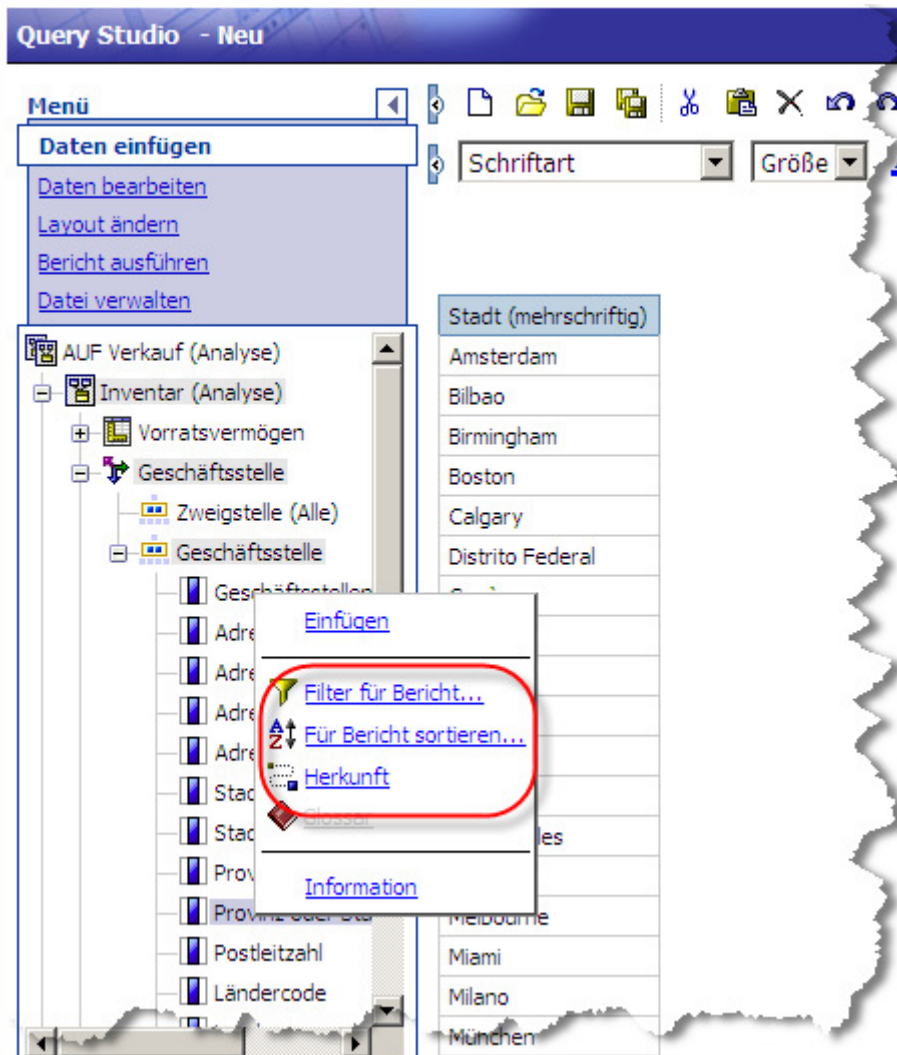 Query Studio - Neu
Menü
Daten einfügen
Daten bearbeiten
Layout ändern
Bericht ausführen
Datei verwalten
Schriftart
Größe
AUF Verkauf (Analyse)
Inventar (Analyse)
Vorratsvermögen
Geschäftsstelle
Zweigstelle (Alle)
Geschäftsstelle
Postleitzahl
Ländercode
Einfügen
Filter für Bericht...
Für Bericht sortieren...
Herkunft
Glossar
Information
Stadt (mehrschriftig)
Amsterdam
Bilbao
Birmingham
Boston
Calgary
Distrito Federal
Melbourne
Miami
Milano
München